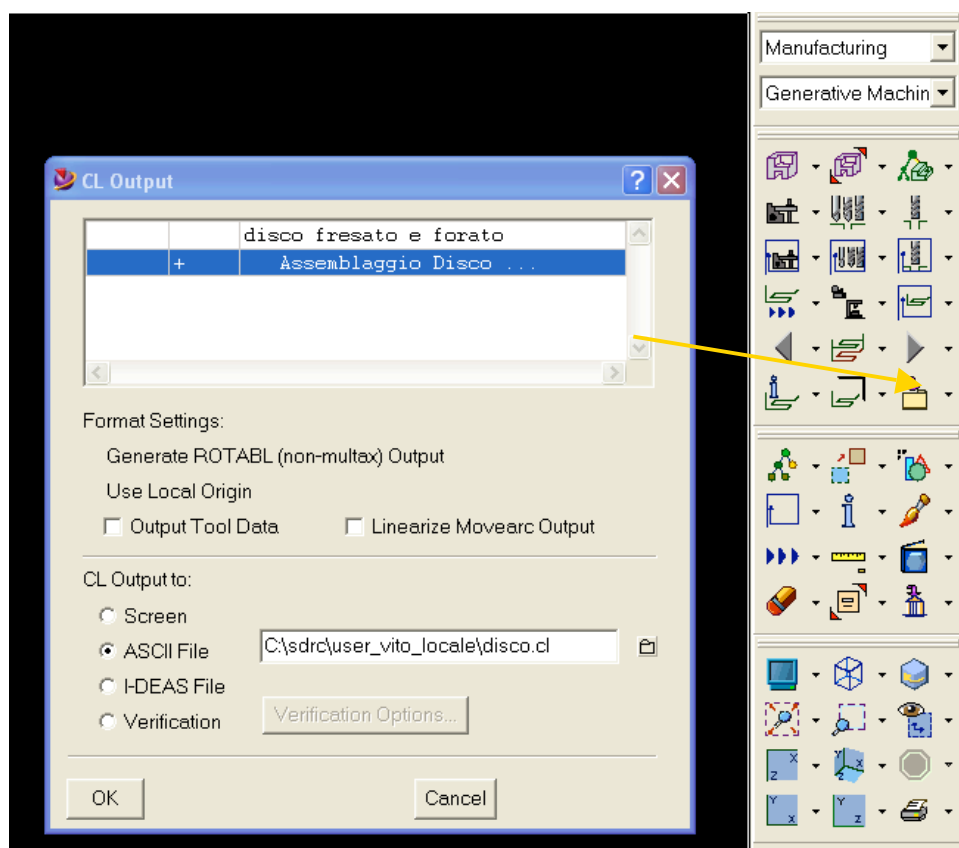 Manufacturing
Generative Machin
CL Output
disco fresato e forato
+ Assemblaggio Disco ...
Format Settings:
Generate ROTABL (non-multax) Output
Use Local Origin
Output Tool Data
Linearize Movearc Output
CL Output to:
Screen
ASCII File C:\sdrc\user_vito_locale\disco.cl
I-DEAS File
Verification Verification Options...
OK Cancel
X
Z
Y
X
Z
Y
X
Y
Z